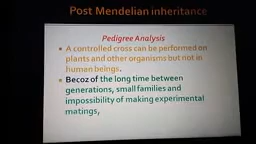 Post Mendelian inheritance
Pedigree Analysis
A controlled cross can be performed on
plants and other organisms but not in
human beings.
Becoz of the long time between
generations, small families and
impossibility of making experimental
matings,